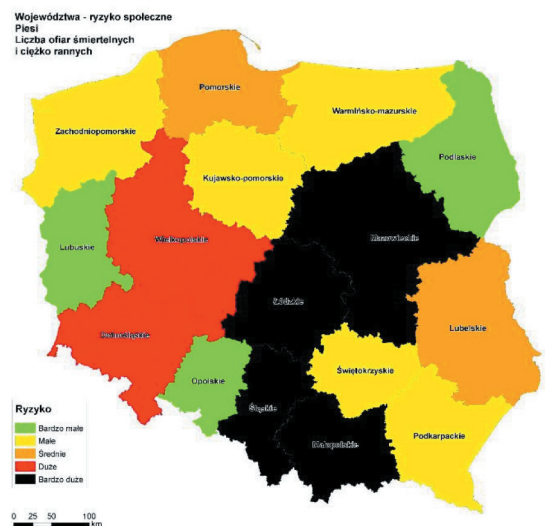 Województwa - ryzyko społeczne
Piesi
Liczba ofiar śmiertelnych
i ciężko rannych
Pomorskie
Warmińsko-mazurskie
Zachodniopomorskie
Podlaskie
Kujawsko-pomorskie
Mazowieckie
Wielkopolskie
Lubuskie
Łódzkie
Lubelskie
Dolnośląskie
Świętokrzyskie
Opolskie
Śląskie
Małopolskie
Podkarpackie
Ryzyko
Bardzo małe
Małe
Średnie
Duże
Bardzo duże
0 25 50 100
km